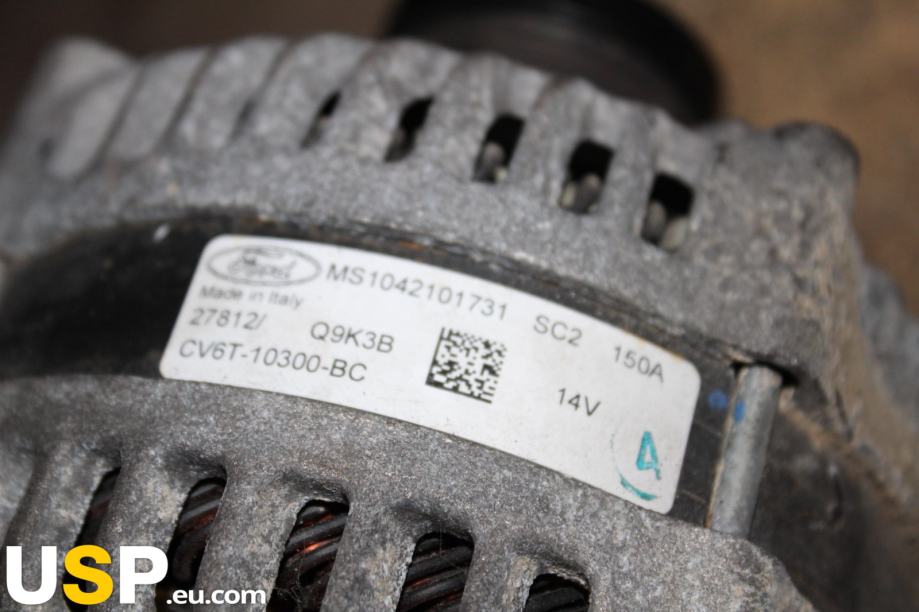 Ford MS1042101731 SC2 150A
Made in Italy
27812/ Q9K3B
CV6T-10300-BC 14V
A
USP.eu.com